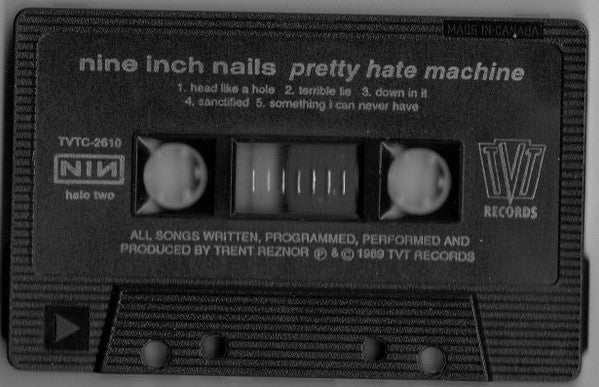 MADE IN CANADA
nine inch nails pretty hate machine
1. head like a hole 2. terrible lie 3. down in it
4. sanctified 5. something i can never have
TVTC-2610
NIИ
halo two
TVT
RECORDS
ALL SONGS WRITTEN, PROGRAMMED, PERFORMED AND
PRODUCED BY TRENT REZNOR ℗ & © 1989 TVT RECORDS